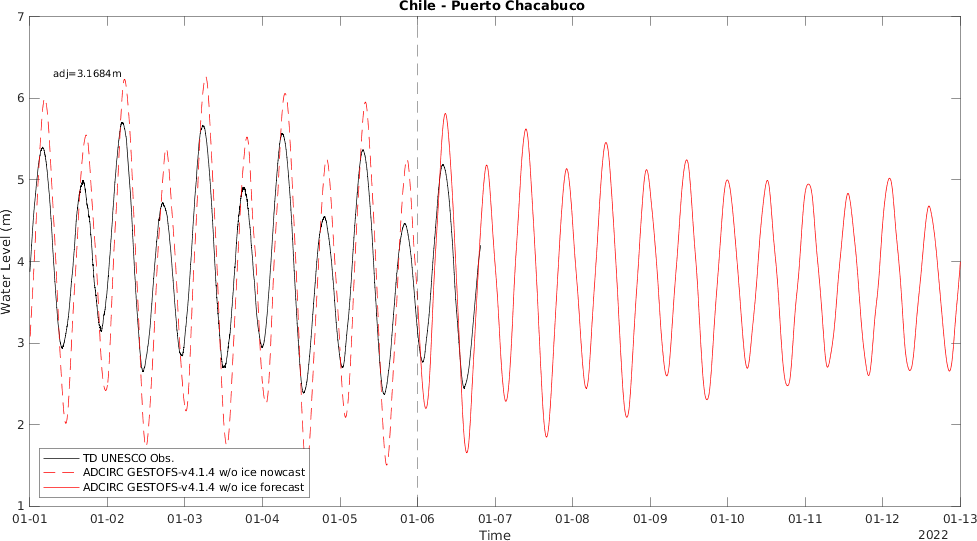 Chile - Puerto Chacabuco
7
6
5
4
3
2
1
Water Level (m)
adj=3.1684m
TD UNESCO Obs.
ADCIRC GESTOFS-v4.1.4 w/o ice nowcast
ADCIRC GESTOFS-v4.1.4 w/o ice forecast
01-01 01-02 01-03 01-04 01-05 01-06 01-07 01-08 01-09 01-10 01-11 01-12 01-13
Time
2022